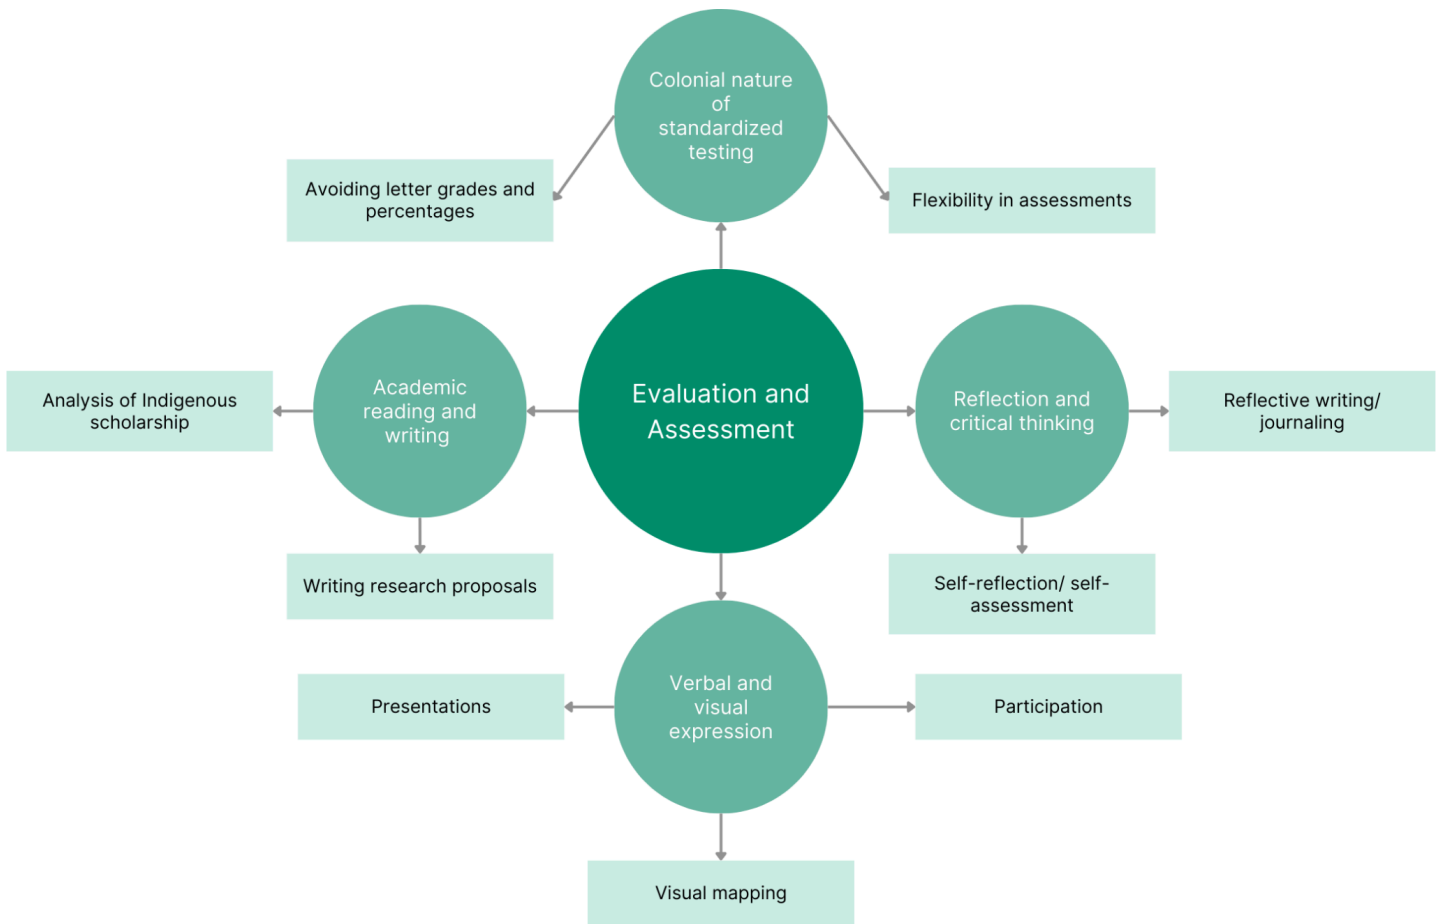 Colonial nature
of
standardized
testing
Avoiding letter grades and
percentages
Flexibility in assessments
Evaluation and
Assessment
Academic
reading and
writing
Analysis of Indigenous
scholarship
Writing research proposals
Reflection and
critical thinking
Reflective writing/
journaling
Self-reflection/ self-
assessment
Verbal and
visual
expression
Presentations
Participation
Visual mapping